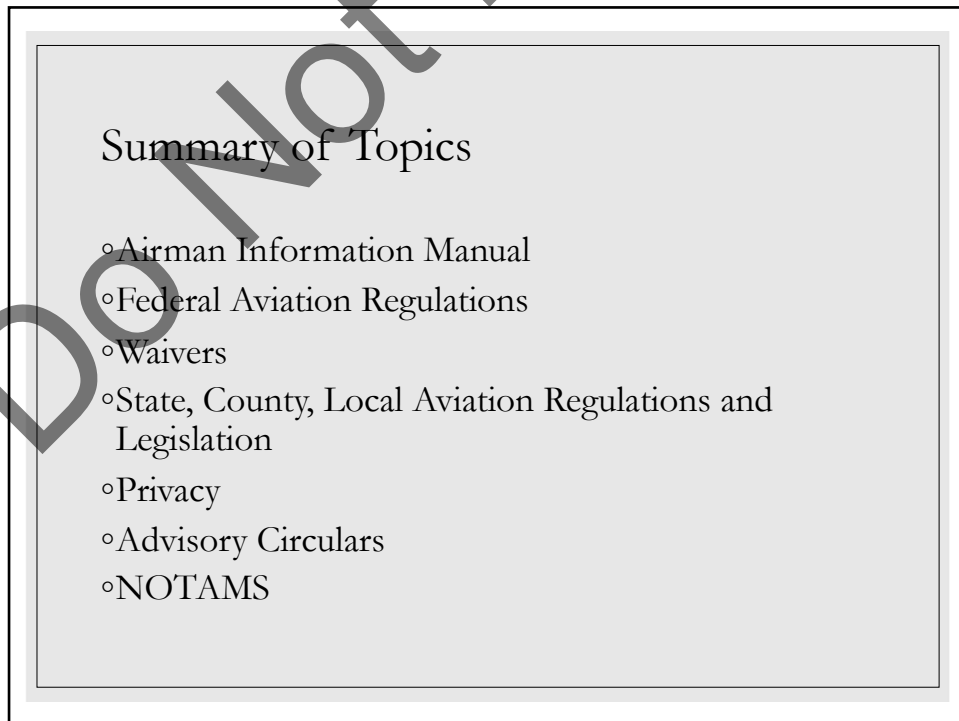 Do Not
Summary of Topics
◦Airman Information Manual
◦Federal Aviation Regulations
◦Waivers
◦State, County, Local Aviation Regulations and
Legislation
◦Privacy
◦Advisory Circulars
◦NOTAMS